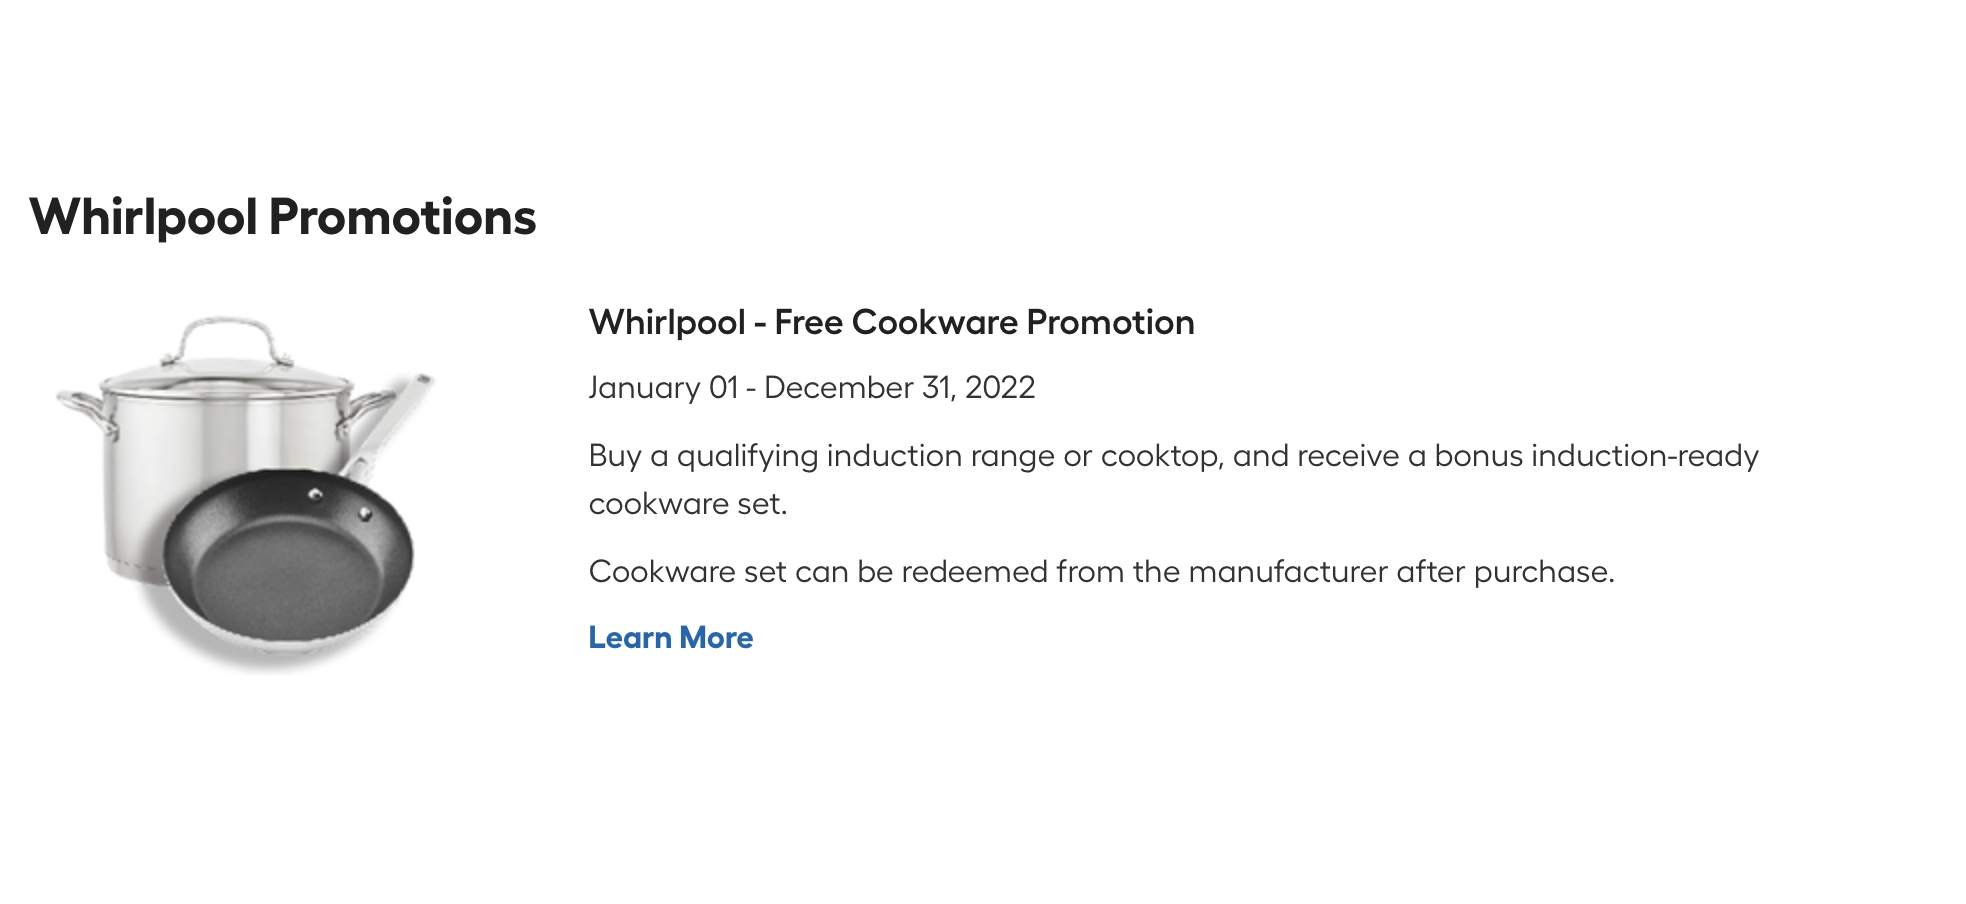 Whirlpool Promotions
Whirlpool - Free Cookware Promotion
January 01 - December 31, 2022
Buy a qualifying induction range or cooktop, and receive a bonus induction-ready
cookware set.
Cookware set can be redeemed from the manufacturer after purchase.
Learn More